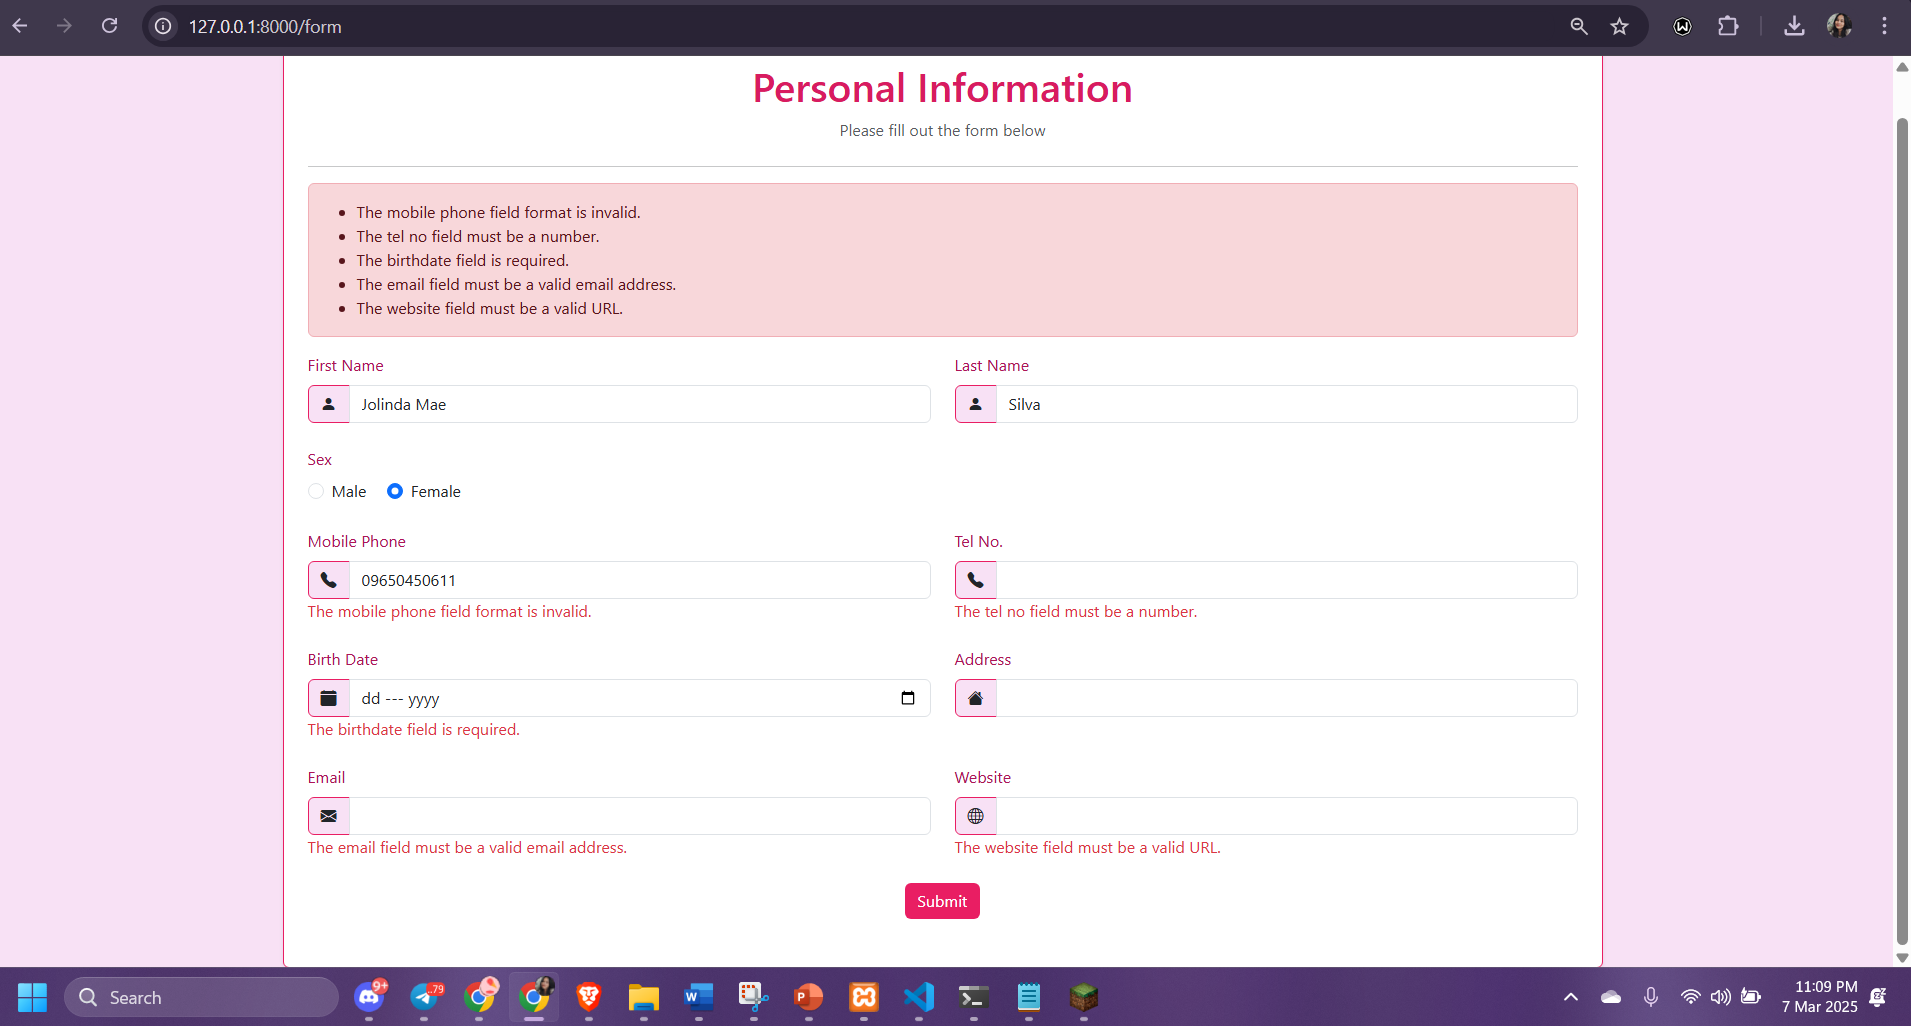 127.0.0.1:8000/form
Personal Information
Please fill out the form below
The mobile phone field format is invalid.
The tel no field must be a number.
The birthdate field is required.
The email field must be a valid email address.
The website field must be a valid URL.
First Name
Last Name
Jolinda Mae
Silva
Sex
Male
Female
Mobile Phone
Tel No.
09650450611
The mobile phone field format is invalid.
The tel no field must be a number.
Birth Date
Address
dd --- yyyy
The birthdate field is required.
Email
Website
The email field must be a valid email address.
The website field must be a valid URL.
Submit
Search
9+
79
11:09 PM
7 Mar 2025